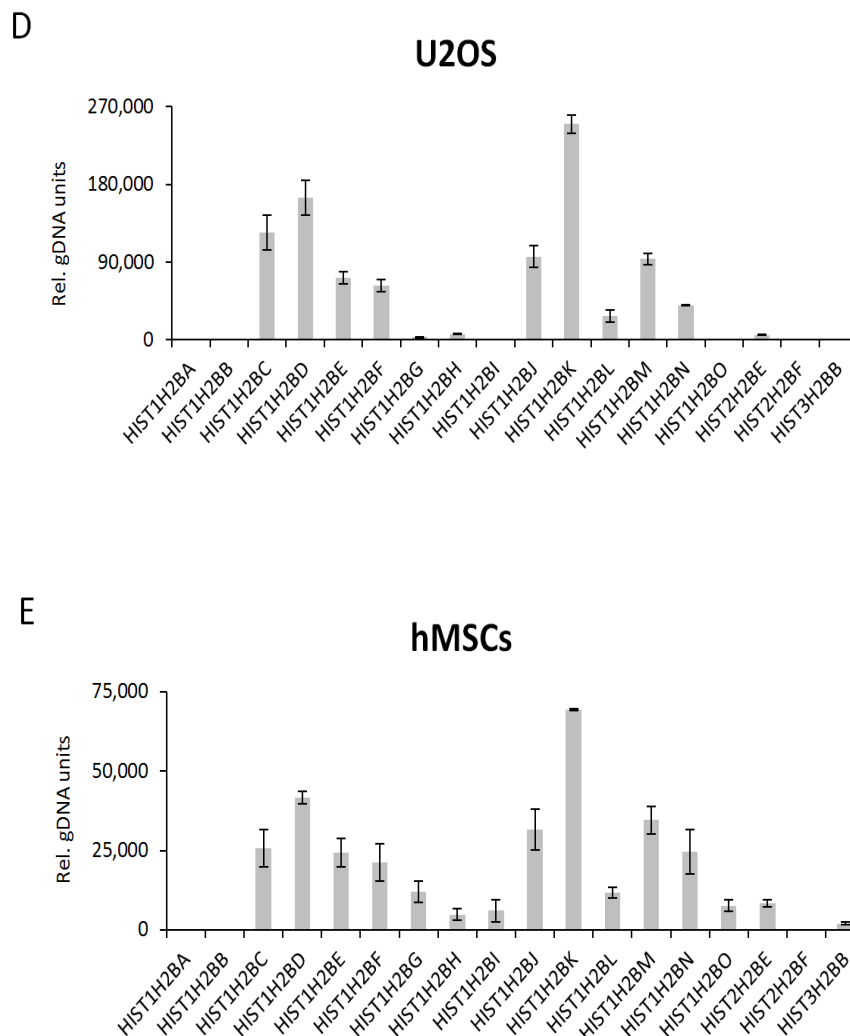 D
U2OS
270,000
180,000
90,000
0
Rel. gDNA units
HIST1H2BA
HIST1H2BB
HIST1H2BC
HIST1H2BD
HIST1H2BE
HIST1H2BF
HIST1H2BG
HIST1H2BH
HIST1H2BI
HIST1H2BJ
HIST1H2BK
HIST1H2BL
HIST1H2BM
HIST1H2BN
HIST1H2BO
HIST2H2BE
HIST2H2BF
HIST3H2BB
E
hMSCs
75,000
50,000
25,000
0
Rel. gDNA units
HIST1H2BA
HIST1H2BB
HIST1H2BC
HIST1H2BD
HIST1H2BE
HIST1H2BF
HIST1H2BG
HIST1H2BH
HIST1H2BI
HIST1H2BJ
HIST1H2BK
HIST1H2BL
HIST1H2BM
HIST1H2BN
HIST1H2BO
HIST2H2BE
HIST2H2BF
HIST3H2BB